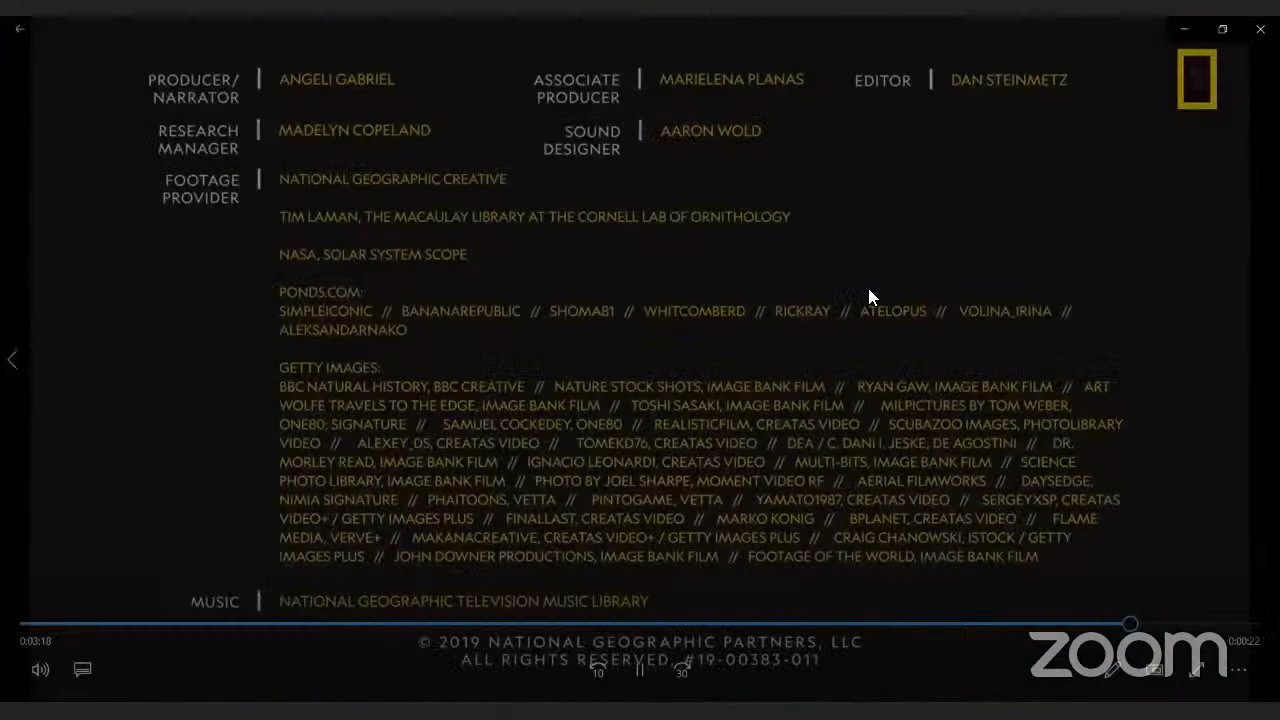 PRODUCER/ NARRATOR | ANGELI GABRIEL
ASSOCIATE PRODUCER | MARIELENA PLANAS
EDITOR | DAN STEINMETZ
RESEARCH MANAGER | MADELYN COPELAND
SOUND DESIGNER | AARON WOLD
FOOTAGE PROVIDER | NATIONAL GEOGRAPHIC CREATIVE
TIM LAMAN, THE MACAULAY LIBRARY AT THE CORNELL LAB OF ORNITHOLOGY
NASA, SOLAR SYSTEM SCOPE
POND5.COM:
SIMPLEICONIC // BANANAREPUBLIC // SHOMA81 // WHITCOMBERD // RICKRAY // ATELOPUS // VOLINA_IRINA //
ALEKSANDARNAKO
GETTY IMAGES:
BBC NATURAL HISTORY, BBC CREATIVE // NATURE STOCK SHOTS, IMAGE BANK FILM // RYAN GAW, IMAGE BANK FILM // ART
WOLFE TRAVELS TO THE EDGE, IMAGE BANK FILM // TOSHI SASAKI, IMAGE BANK FILM // MILPICTURES BY TOM WEBER,
ONE80: SIGNATURE // SAMUEL COCKEDEY, ONE80 // REALISTICFILM, CREATAS VIDEO // SCUBAZOO IMAGES, PHOTOLIBRARY
VIDEO // ALEXEY_DS, CREATAS VIDEO // TOMEKD76, CREATAS VIDEO // DEA / C. DANI I. JESKE, DE AGOSTINI // DR.
MORLEY READ, IMAGE BANK FILM // IGNACIO LEONARDI, CREATAS VIDEO // MULTI-BITS, IMAGE BANK FILM // SCIENCE
PHOTO LIBRARY, IMAGE BANK FILM // PHOTO BY JOEL SHARPE, MOMENT VIDEO RF // AERIAL FILMWORKS // DAYSEDGE,
NIMIA SIGNATURE // PHAITOONS, VETTA // PINTOGAME, VETTA // YAMATO1987, CREATAS VIDEO // SERGEYXSP, CREATAS
VIDEO+ / GETTY IMAGES PLUS // FINALLAST, CREATAS VIDEO // MARKO KONIG // BPLANET, CREATAS VIDEO // FLAME
MEDIA, VERVE+ // MAKANACREATIVE, CREATAS VIDEO+ / GETTY IMAGES PLUS // CRAIG CHANOWSKI, ISTOCK / GETTY
IMAGES PLUS // JOHN DOWNER PRODUCTIONS, IMAGE BANK FILM // FOOTAGE OF THE WORLD, IMAGE BANK FILM
MUSIC | NATIONAL GEOGRAPHIC TELEVISION MUSIC LIBRARY
0:03:18
0:00:22
© 2019 NATIONAL GEOGRAPHIC PARTNERS, LLC
ALL RIGHTS RESERVED. #19-00383-011
10
30
zoom